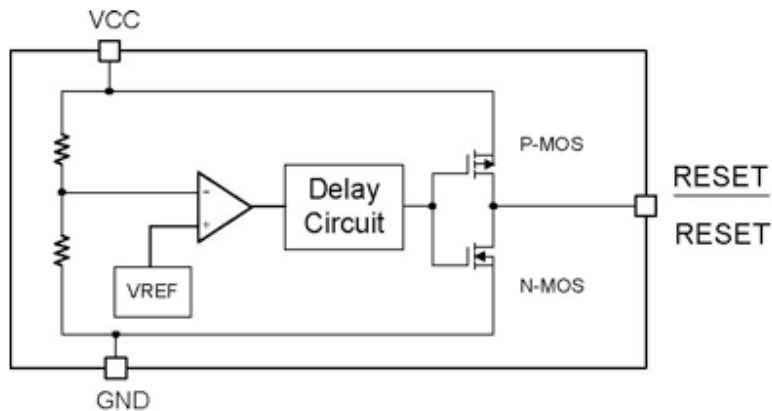 VCC
P-MOS
-
+
Delay
Circuit
RESET
RESET
VREF
N-MOS
GND